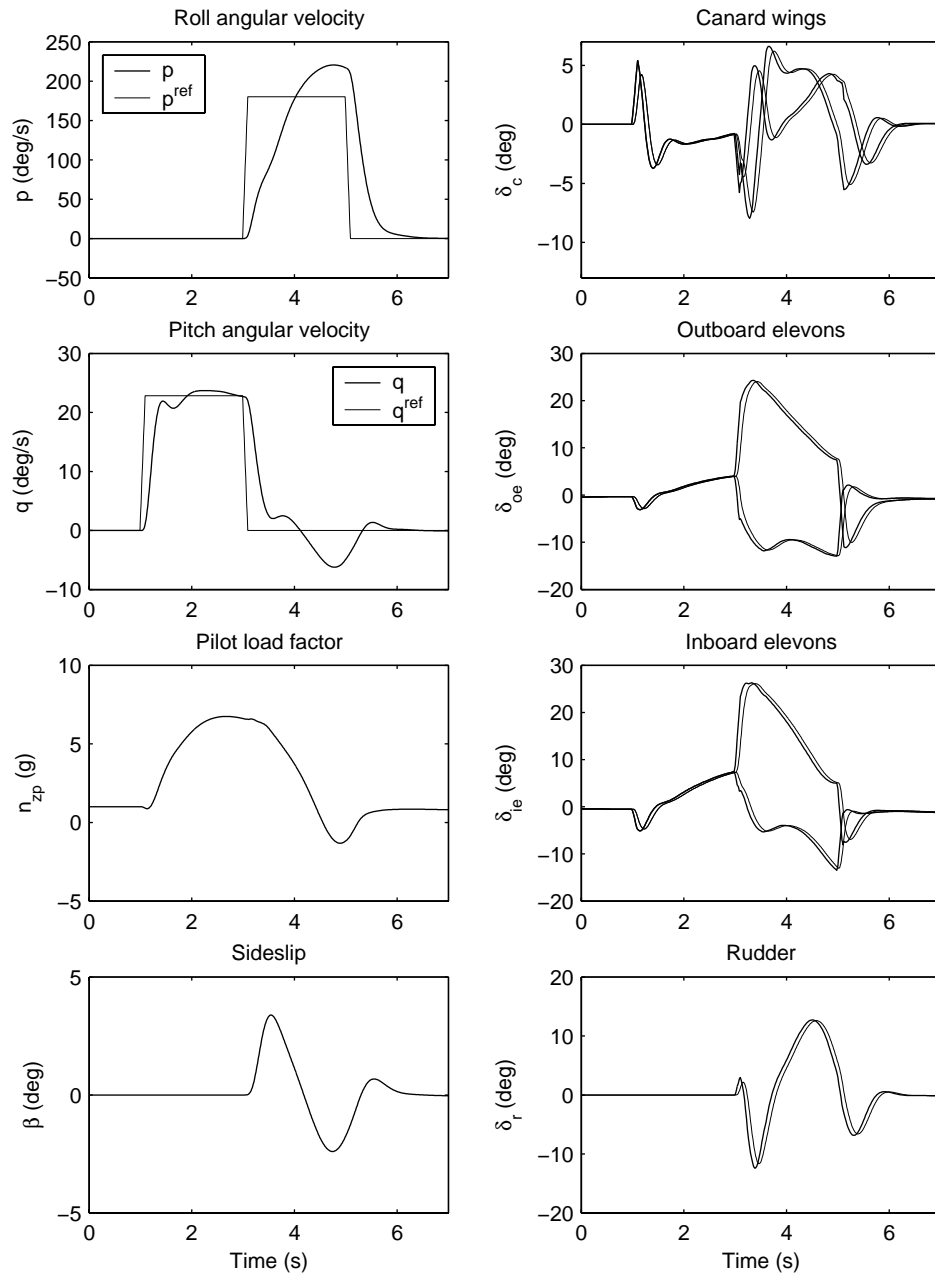 Roll angular velocity
250
200
150
100
50
0
−50
p (deg/s)
p
p^ref
0 2 4 6
Canard wings
5
0
−5
−10
δ_c (deg)
0 2 4 6
Pitch angular velocity
30
20
10
0
−10
q (deg/s)
q
q^ref
0 2 4 6
Outboard elevons
30
20
10
0
−10
−20
δ_oe (deg)
0 2 4 6
Pilot load factor
10
5
0
−5
n_zp (g)
0 2 4 6
Inboard elevons
30
20
10
0
−10
−20
δ_ie (deg)
0 2 4 6
Sideslip
5
0
−5
β (deg)
0 2 4 6
Time (s)
Rudder
20
10
0
−10
−20
δ_r (deg)
0 2 4 6
Time (s)